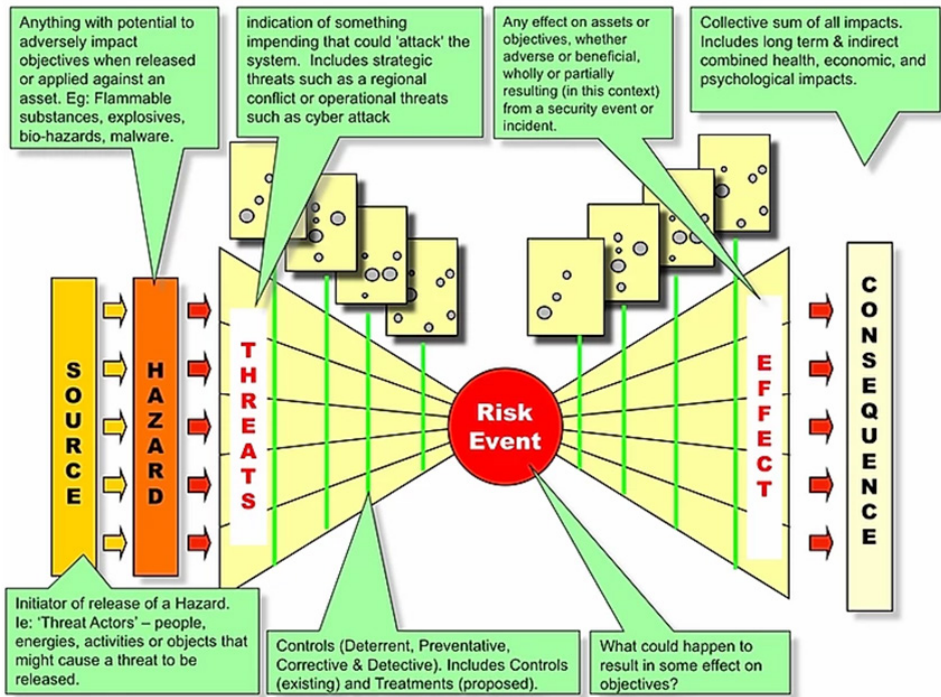 Anything with potential to
adversely impact
objectives when released
or applied against an
asset. Eg: Flammable
substances, explosives,
bio-hazards, malware.
indication of something
impending that could 'attack' the
system. Includes strategic
threats such as a regional
conflict or operational threats
such as cyber attack
Any effect on assets or
objectives, whether
adverse or beneficial,
wholly or partially
resulting (in this context)
from a security event or
incident.
Collective sum of all impacts.
Includes long term & indirect
combined health, economic, and
psychological impacts.
SOURCE
HAZARD
THREATS
Risk
Event
EFFECT
CONSEQUENCE
Initiator of release of a Hazard.
Ie: 'Threat Actors' – people,
energies, activities or objects that
might cause a threat to be
released.
Controls (Deterrent, Preventative,
Corrective & Detective). Includes Controls
(existing) and Treatments (proposed).
What could happen to
result in some effect on
objectives?